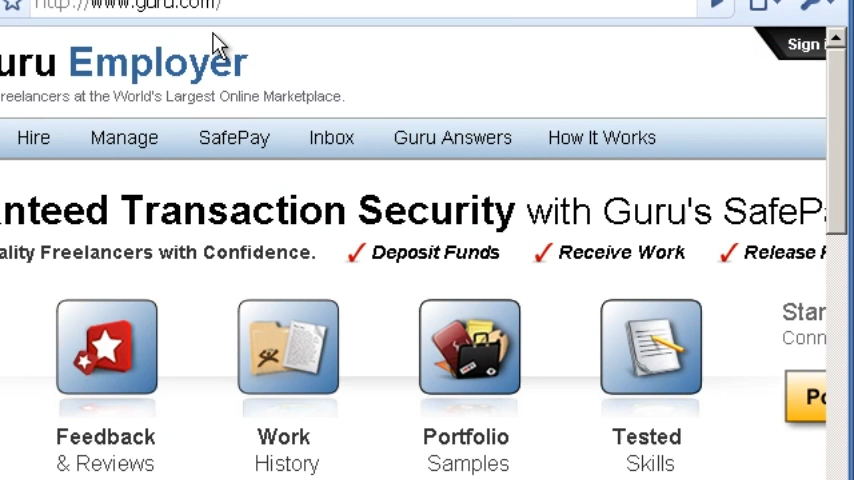 http://www.guru.com/
Sign i
uru Employer
reelancers at the World's Largest Online Marketplace.
Hire Manage SafePay Inbox Guru Answers How It Works
nteed Transaction Security with Guru's SafePa
ality Freelancers with Confidence. Deposit Funds Receive Work Release
Star
Conn
Po
Feedback Work Portfolio Tested
& Reviews History Samples Skills